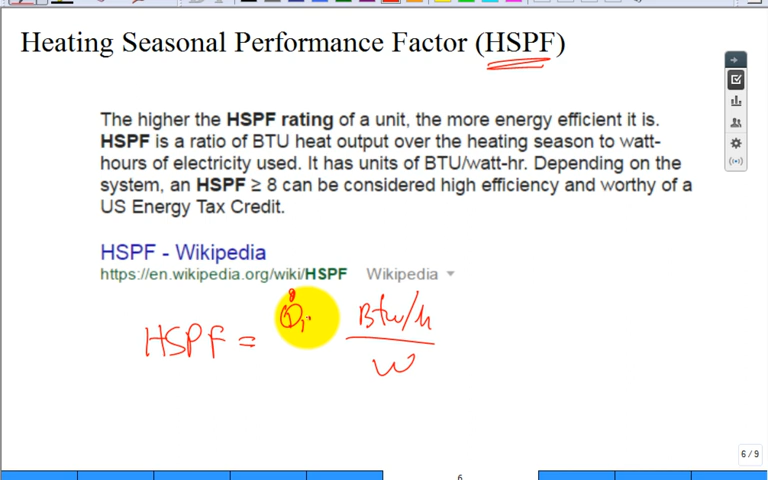 Heating Seasonal Performance Factor (HSPF)
The higher the HSPF rating of a unit, the more energy efficient it is.
HSPF is a ratio of BTU heat output over the heating season to watt-
hours of electricity used. It has units of BTU/watt-hr. Depending on the
system, an HSPF ≥ 8 can be considered high efficiency and worthy of a
US Energy Tax Credit.
HSPF - Wikipedia
https://en.wikipedia.org/wiki/HSPF Wikipedia
HSPF = Btu/h
W
6 / 9
6